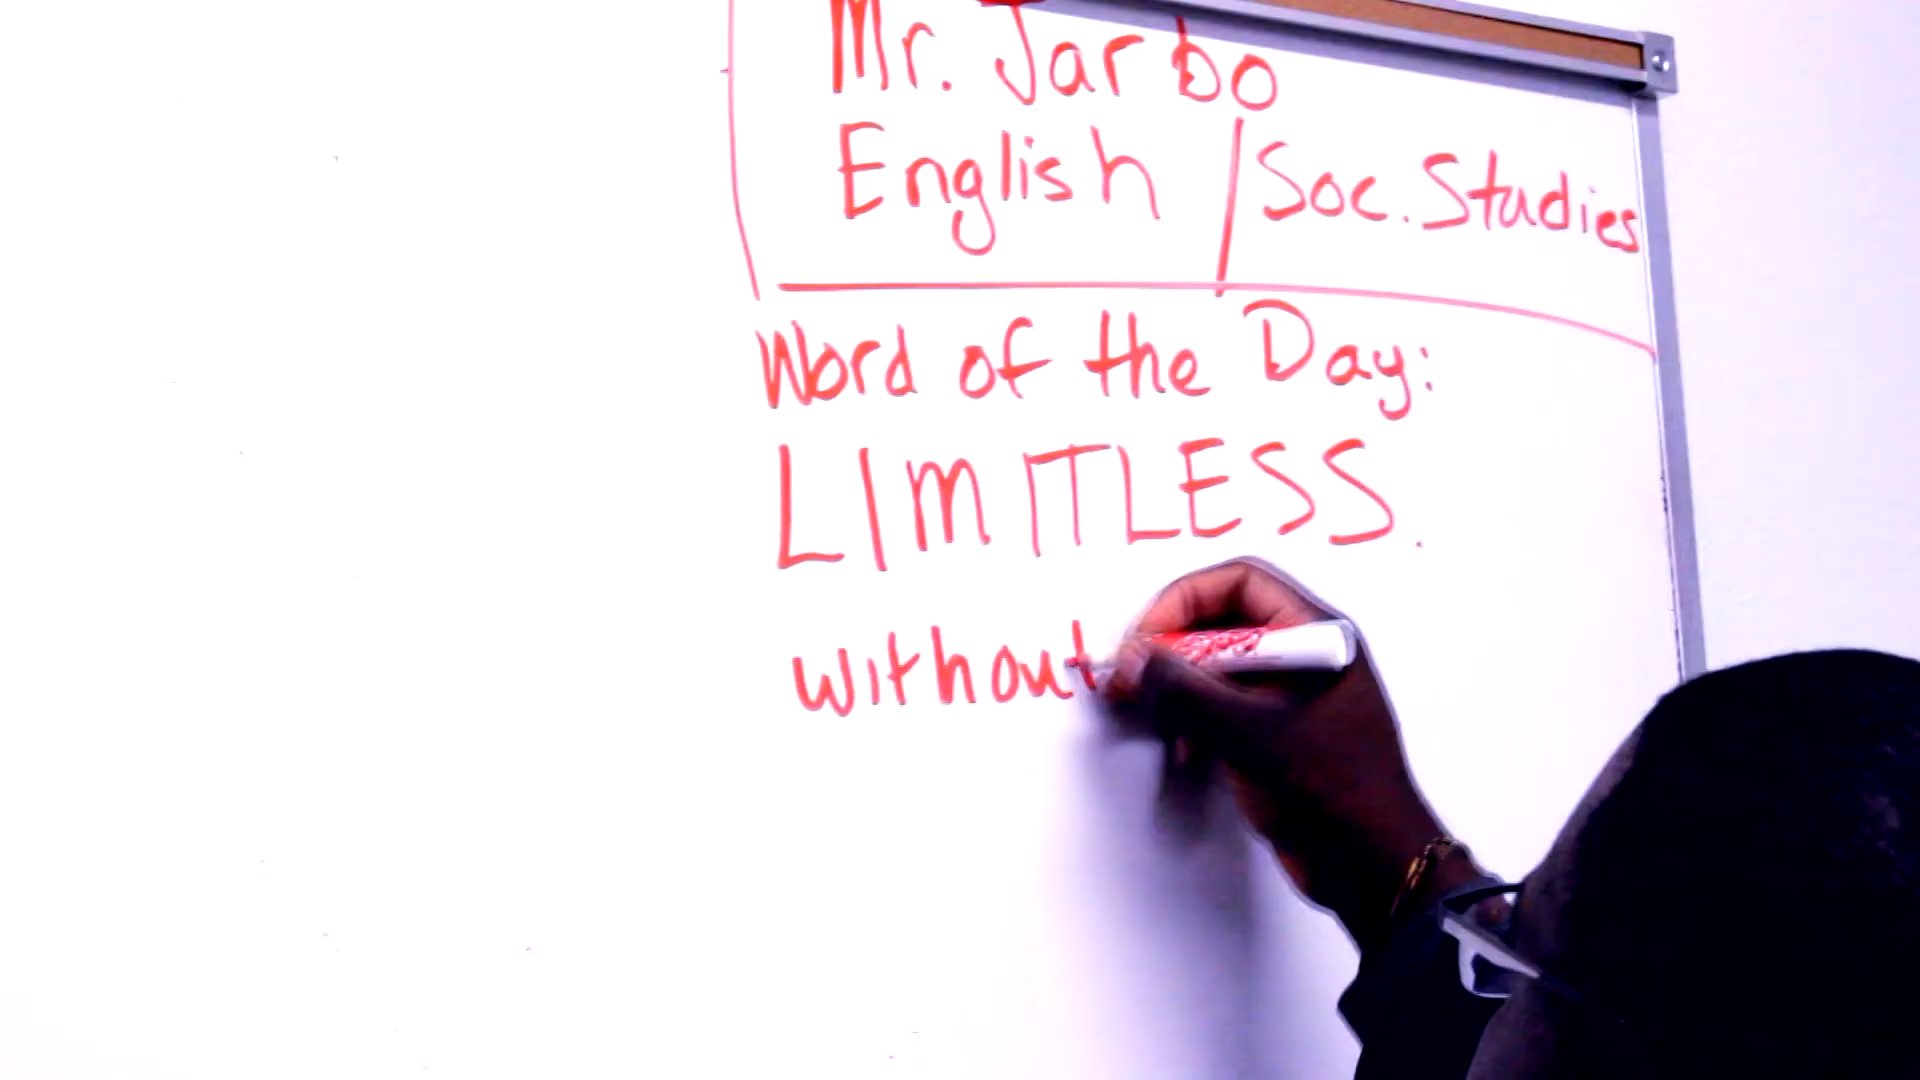 Mr. Jarbo
English / Soc. Studies
Word of the Day:
LIMITLESS.
without